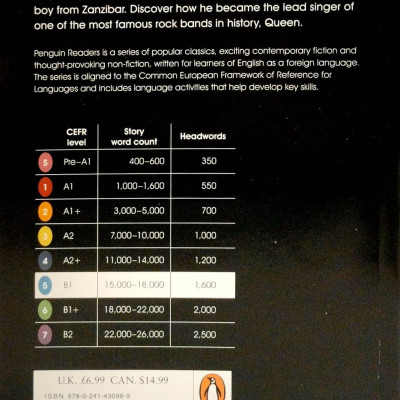 boy from Zanzibar. Discover how he became the lead singer of
one of the most famous rock bands in history, Queen.
Penguin Readers is a series of popular classics, exciting contemporary fiction and
thought-provoking non-fiction, written for learners of English as a foreign language.
The series is aligned to the Common European Framework of Reference for
Languages and includes language activities that help develop key skills.
CEFR level Story word count Headwords
S Pre-A1 400-600 350
1 A1 1,000-1,600 550
2 A1+ 3,000-5,000 700
3 A2 7,000-10,000 1,000
4 A2+ 11,000-14,000 1,200
5 B1 15,000-18,000 1,600
6 B1+ 18,000-22,000 2,000
7 B2 22,000-26,000 2,500
U.K. £6.99 CAN. $14.99
ISBN 978-0-241-43098-9